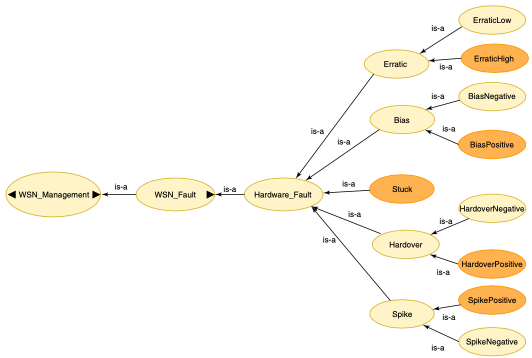 is-a
ErraticLow
Erratic
is-a
ErraticHigh
is-a
BiasNegative
is-a
Bias
is-a
BiasPositive
is-a
is-a
WSN_Management
is-a
WSN_Fault
is-a
Hardware_Fault
is-a
Stuck
is-a
HardoverNegative
is-a
Hardover
is-a
HardoverPositive
is-a
is-a
SpikePositive
Spike
is-a
SpikeNegative
is-a